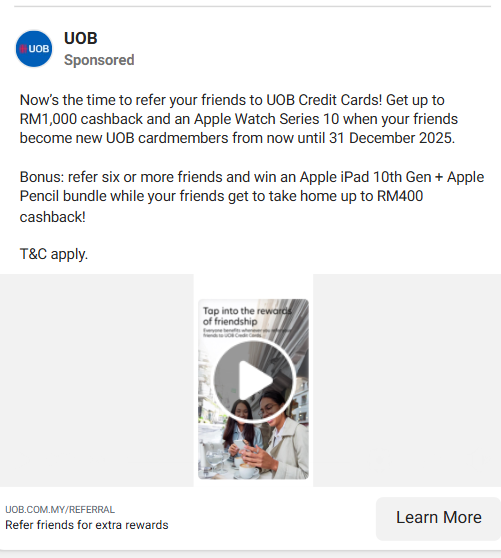 UOB
UOB
Sponsored
Now's the time to refer your friends to UOB Credit Cards! Get up to
RM1,000 cashback and an Apple Watch Series 10 when your friends
become new UOB cardmembers from now until 31 December 2025.
Bonus: refer six or more friends and win an Apple iPad 10th Gen + Apple
Pencil bundle while your friends get to take home up to RM400
cashback!
T&C apply.
Tap into the rewards
of friendship
Everyone benefits whenever you refer your
friends to UOB Credit Cards.
UOB.COM.MY/REFERRAL
Refer friends for extra rewards
Learn More